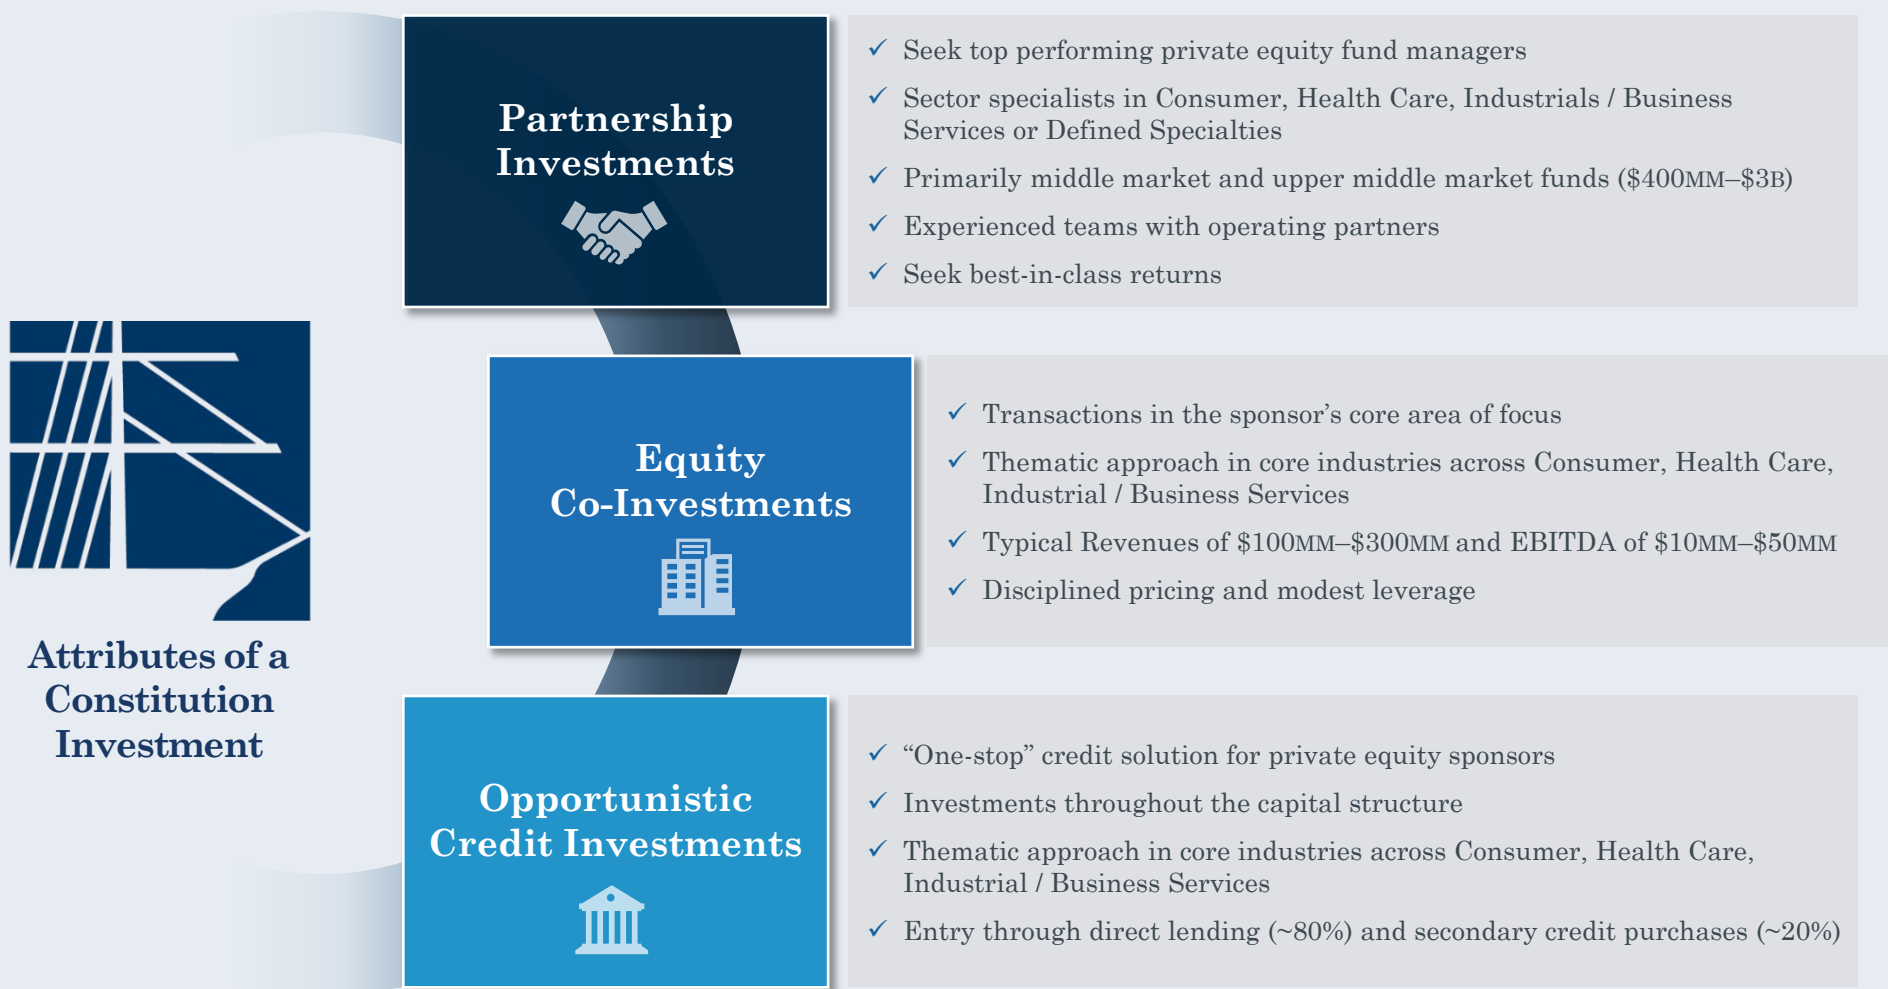 Attributes of a
Constitution
Investment
Partnership
Investments
✓ Seek top performing private equity fund managers
✓ Sector specialists in Consumer, Health Care, Industrials / Business
Services or Defined Specialties
✓ Primarily middle market and upper middle market funds ($400MM–$3B)
✓ Experienced teams with operating partners
✓ Seek best-in-class returns
Equity
Co-Investments
✓ Transactions in the sponsor’s core area of focus
✓ Thematic approach in core industries across Consumer, Health Care,
Industrial / Business Services
✓ Typical Revenues of $100MM–$300MM and EBITDA of $10MM–$50MM
✓ Disciplined pricing and modest leverage
Opportunistic
Credit Investments
✓ “One-stop” credit solution for private equity sponsors
✓ Investments throughout the capital structure
✓ Thematic approach in core industries across Consumer, Health Care,
Industrial / Business Services
✓ Entry through direct lending (~80%) and secondary credit purchases (~20%)